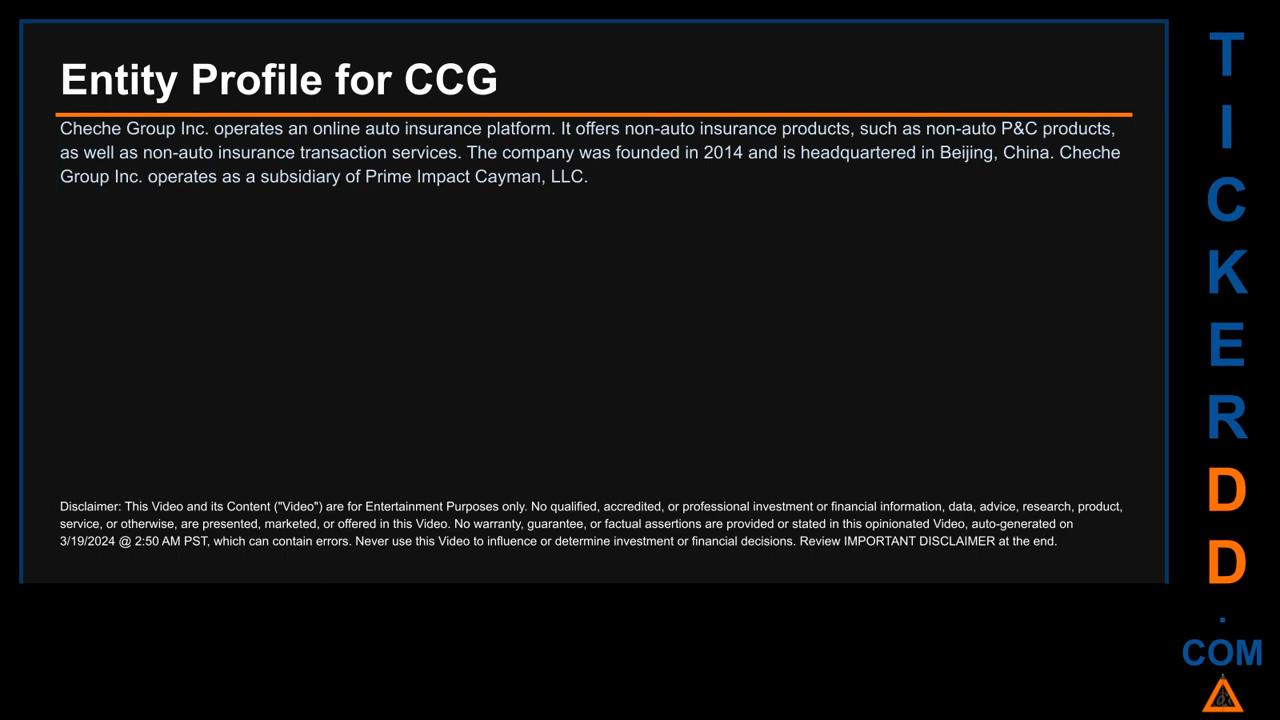 Entity Profile for CCG
Cheche Group Inc. operates an online auto insurance platform. It offers non-auto insurance products, such as non-auto P&C products,
as well as non-auto insurance transaction services. The company was founded in 2014 and is headquartered in Beijing, China. Cheche
Group Inc. operates as a subsidiary of Prime Impact Cayman, LLC.
Disclaimer: This Video and its Content ("Video") are for Entertainment Purposes only. No qualified, accredited, or professional investment or financial information, data, advice, research, product,
service, or otherwise, are presented, marketed, or offered in this Video. No warranty, guarantee, or factual assertions are provided or stated in this opinionated Video, auto-generated on
3/19/2024 @ 2:50 AM PST, which can contain errors. Never use this Video to influence or determine investment or financial decisions. Review IMPORTANT DISCLAIMER at the end.
T
I
C
K
E
R
D
D
.
COM